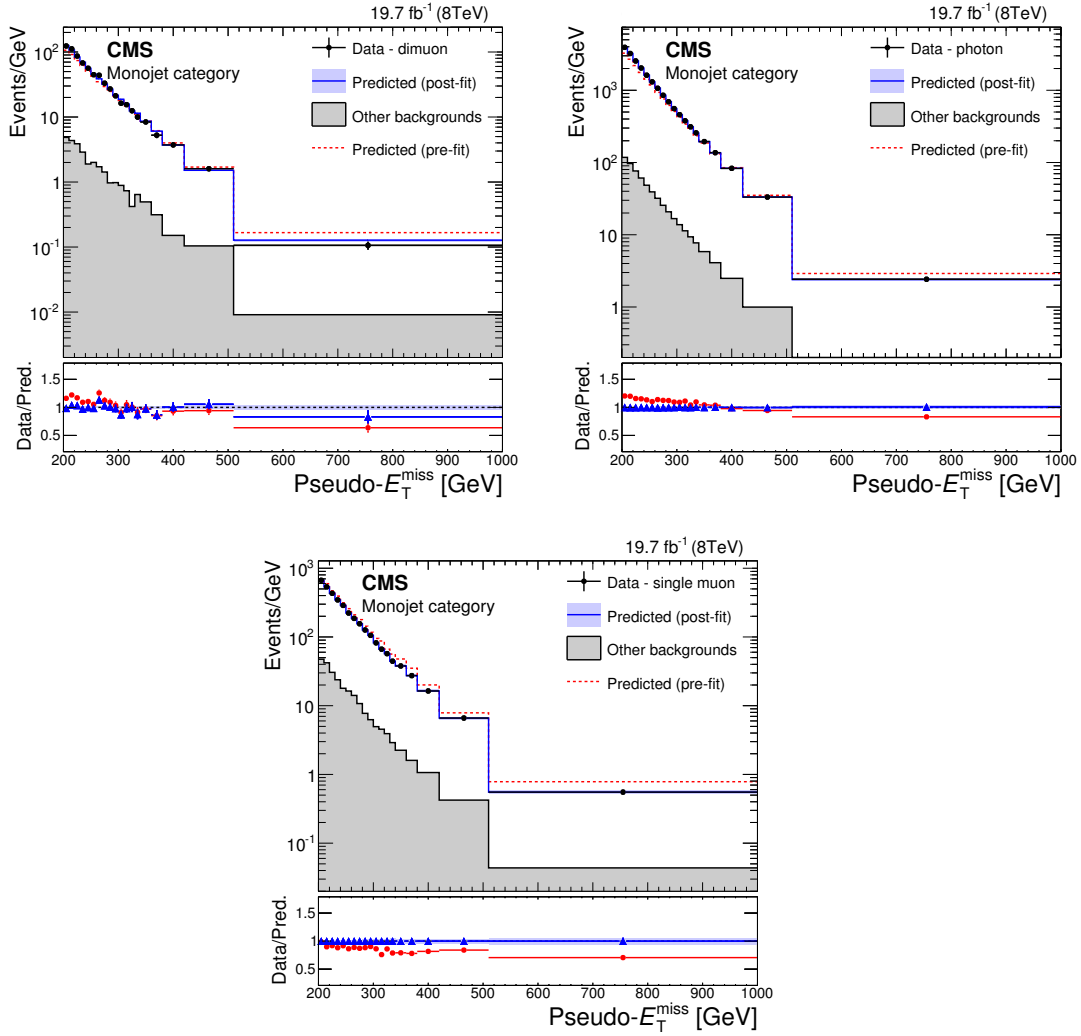 19.7 fb⁻¹ (8TeV)
Events/GeV
CMS
Monojet category
Data - dimuon
Predicted (post-fit)
Other backgrounds
Predicted (pre-fit)
10²
10
1
10⁻¹
10⁻²
Data/Pred.
1.5
1
0.5
200 300 400 500 600 700 800 900 1000
Pseudo-E_T^miss [GeV]
19.7 fb⁻¹ (8TeV)
Events/GeV
CMS
Monojet category
Data - photon
Predicted (post-fit)
Other backgrounds
Predicted (pre-fit)
10³
10²
10
1
Data/Pred.
1.5
1
0.5
200 300 400 500 600 700 800 900 1000
Pseudo-E_T^miss [GeV]
19.7 fb⁻¹ (8TeV)
Events/GeV
CMS
Monojet category
Data - single muon
Predicted (post-fit)
Other backgrounds
Predicted (pre-fit)
10³
10²
10
1
10⁻¹
Data/Pred.
1.5
1
0.5
200 300 400 500 600 700 800 900 1000
Pseudo-E_T^miss [GeV]